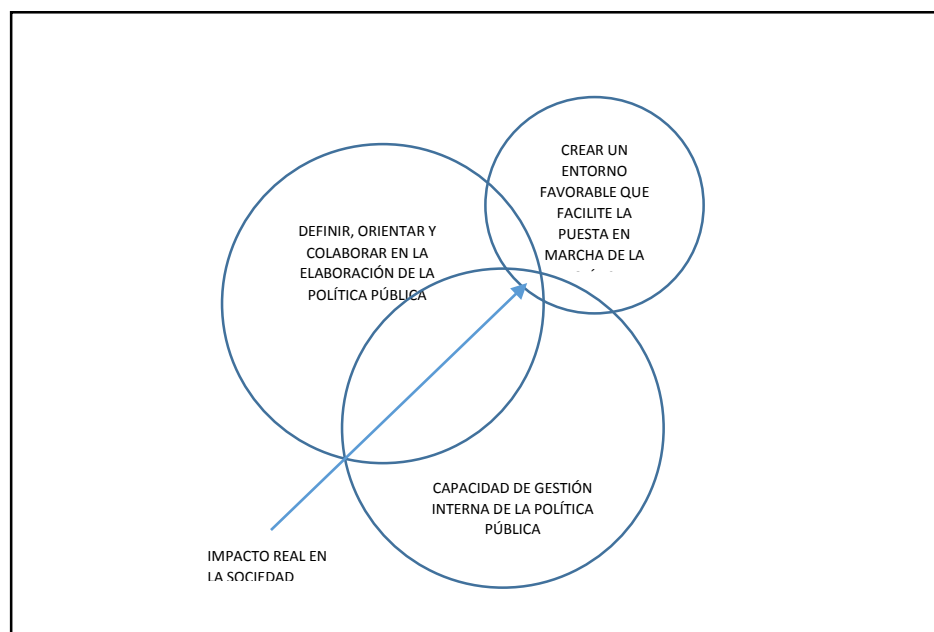 CREAR UN
ENTORNO
FAVORABLE QUE
FACILITE LA
PUESTA EN
MARCHA DE LA
DEFINIR, ORIENTAR Y
COLABORAR EN LA
ELABORACIÓN DE LA
POLÍTICA PÚBLICA
CAPACIDAD DE GESTIÓN
INTERNA DE LA POLÍTICA
PÚBLICA
IMPACTO REAL EN
LA SOCIEDAD